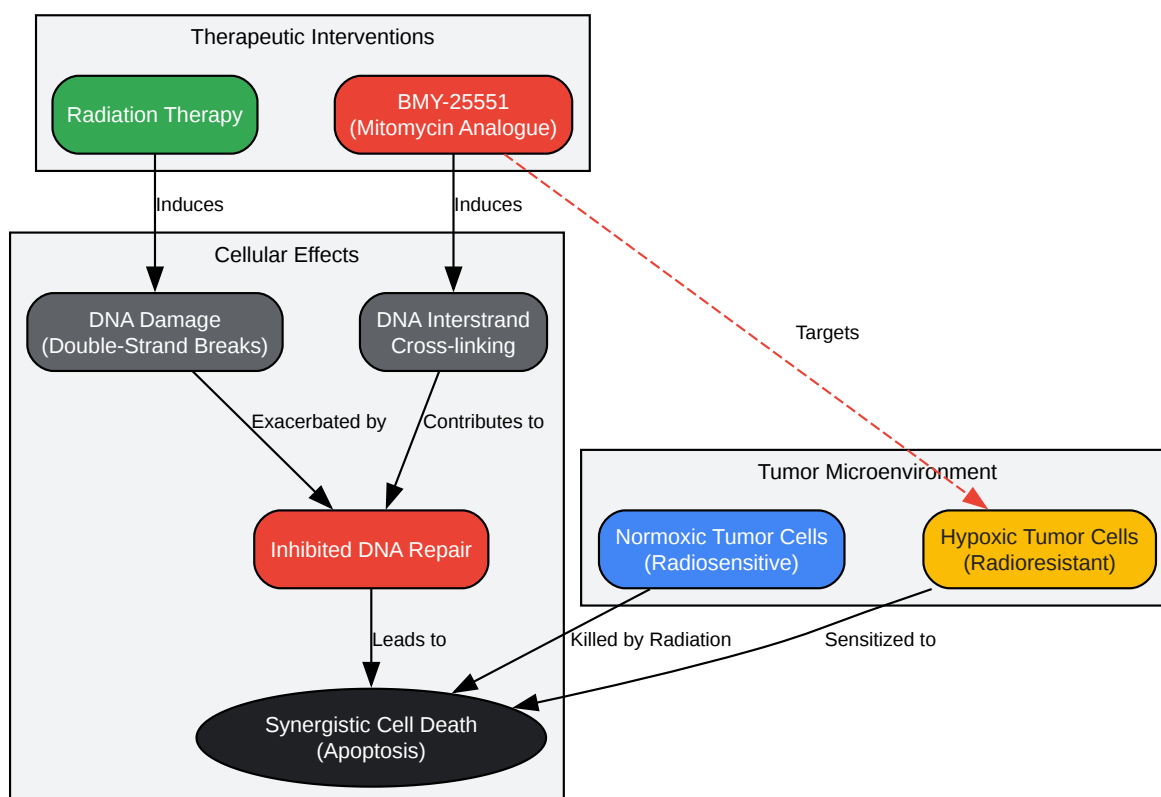 Therapeutic Interventions
Radiation Therapy
BMY-25551
(Mitomycin Analogue)
Induces
Induces
Cellular Effects
DNA Damage
(Double-Strand Breaks)
DNA Interstrand
Cross-linking
Targets
Exacerbated by
Contributes to
Tumor Microenvironment
Inhibited DNA Repair
Normoxic Tumor Cells
(Radiosensitive)
Hypoxic Tumor Cells
(Radioresistant)
Leads to
Killed by Radiation
Sensitized to
Synergistic Cell Death
(Apoptosis)